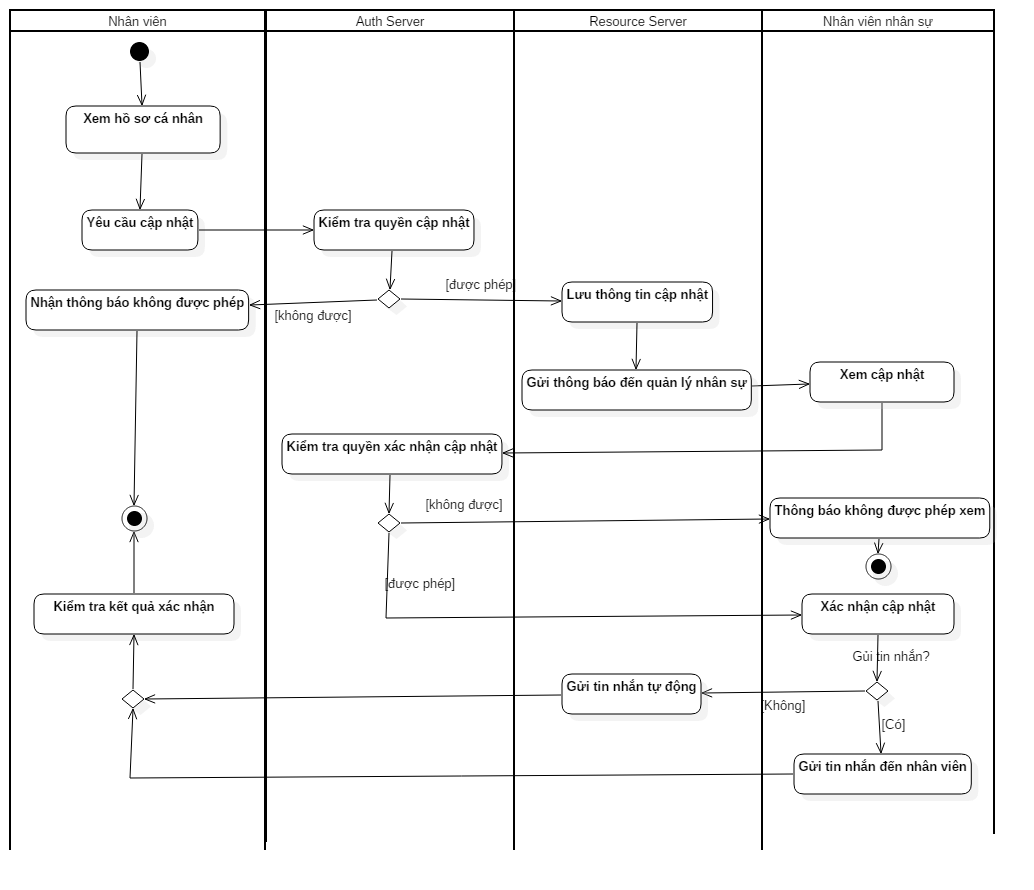 Nhân viên
Auth Server
Resource Server
Nhân viên nhân sự
Xem hồ sơ cá nhân
Yêu cầu cập nhật
Kiểm tra quyền cập nhật
[được phép]
Nhận thông báo không được phép
[không được]
Lưu thông tin cập nhật
Gửi thông báo đến quản lý nhân sự
Xem cập nhật
Kiểm tra quyền xác nhận cập nhật
[không được]
Thông báo không được phép xem
[được phép]
Kiểm tra kết quả xác nhận
Xác nhận cập nhật
Gửi tin nhắn?
Gửi tin nhắn tự động
[Không]
[Có]
Gửi tin nhắn đến nhân viên